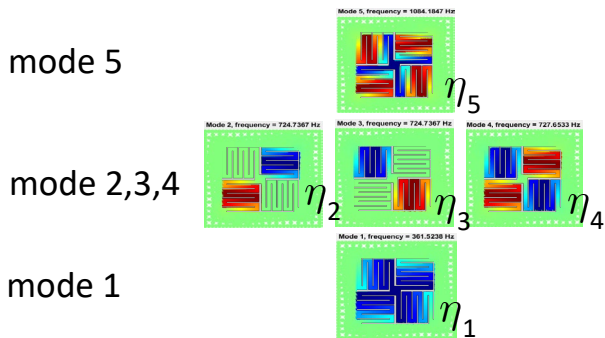 Mode 5, frequency = 1084.1847 Hz
mode 5
η5
Mode 2, frequency = 724.7367 Hz
Mode 3, frequency = 724.7367 Hz
Mode 4, frequency = 727.6533 Hz
mode 2,3,4
η2
η3
η4
Mode 1, frequency = 361.5238 Hz
mode 1
η1